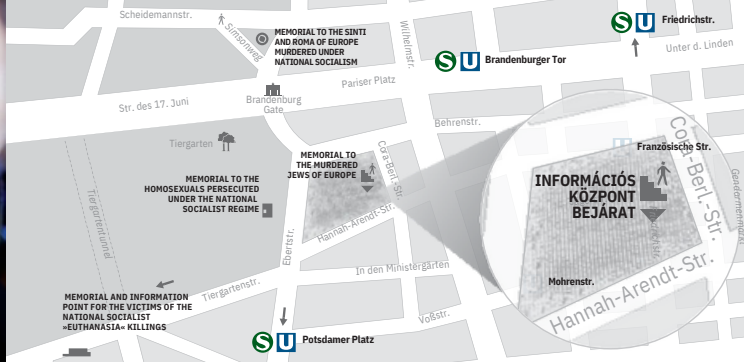 Scheidemannstr.
Simsonweg
MEMORIAL TO THE SINTI
AND ROMA OF EUROPE
MURDERED UNDER
NATIONAL SOCIALISM
Wilhelmstr.
S U Friedrichstr.
Unter d. Linden
S U Brandenburger Tor
Pariser Platz
Str. des 17. Juni
Brandenburg
Gate
Behrenstr.
Tiergarten
Tiergartentunnel
MEMORIAL TO
THE MURDERED
JEWS OF EUROPE
Cora-Berl.-Str.
MEMORIAL TO THE
HOMOSEXUALS PERSECUTED
UNDER THE NATIONAL
SOCIALIST REGIME
Ebertstr.
Hannah-Arendt-Str.
In den Ministergärten
Tiergartenstr.
Voßstr.
MEMORIAL AND INFORMATION
POINT FOR THE VICTIMS OF THE
NATIONAL SOCIALIST
»EUTHANASIA« KILLINGS
S U Potsdamer Platz
Französische Str.
INFORMÁCIÓS
KÖZPONT
BEJÁRAT
Cora-Berl.-Str.
Mohrenstr.
Hannah-Arendt-Str.